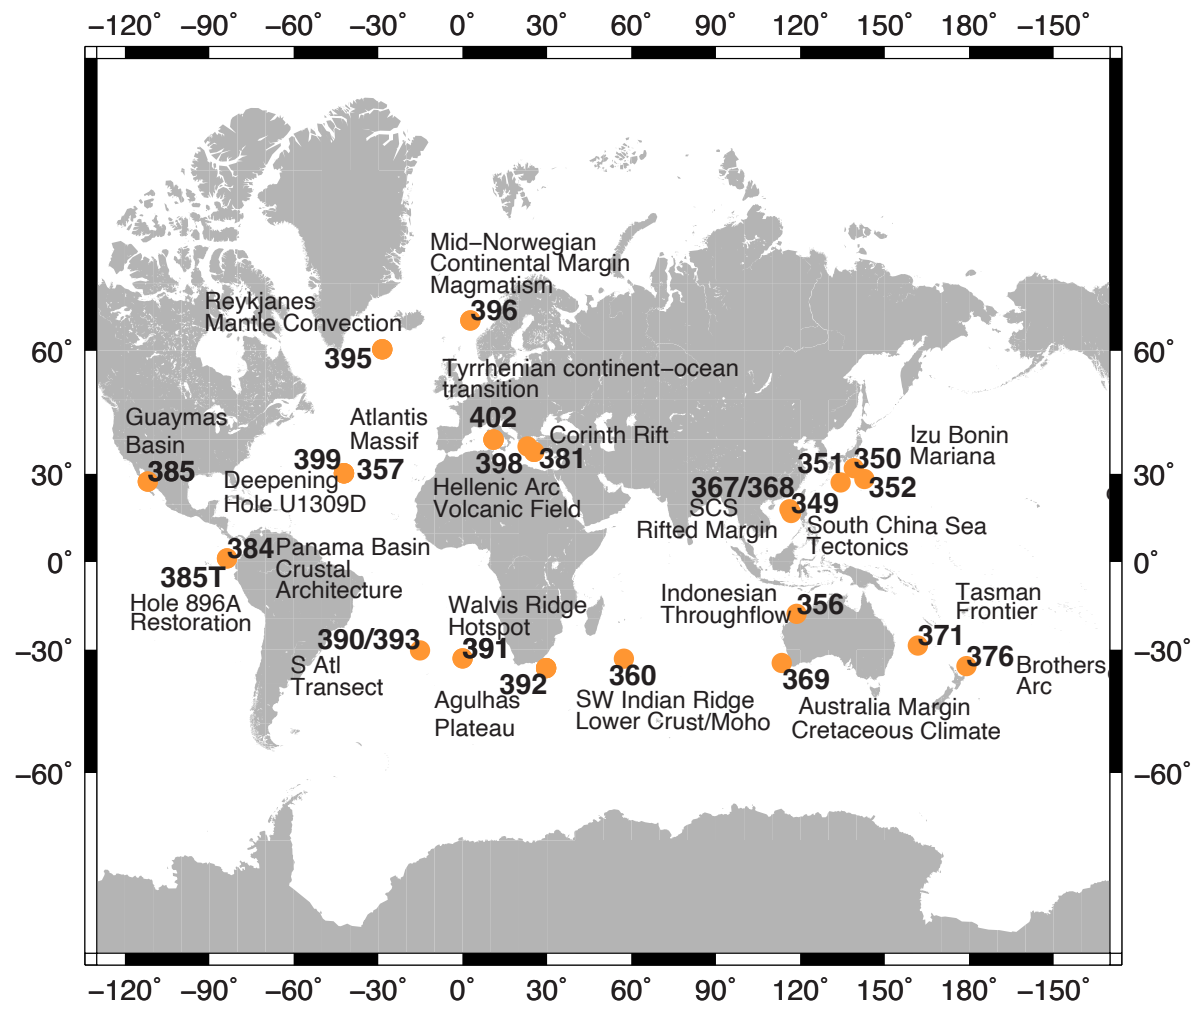 −120˚ −90˚ −60˚ −30˚ 0˚ 30˚ 60˚ 90˚ 120˚ 150˚ 180˚ −150˚
Mid−Norwegian
Continental Margin
Magmatism
396
Reykjanes
Mantle Convection
395
60˚
60˚
Tyrrhenian continent−ocean
transition
402
Guaymas
Basin
385
Atlantis
Massif
399
357
Deepening
Hole U1309D
Corinth Rift
398
381
Hellenic Arc
Volcanic Field
Izu Bonin
Mariana
351
350
352
30˚
30˚
367/368
349
SCS
Rifted Margin
South China Sea
Tectonics
384
Panama Basin
Crustal
Architecture
0˚
0˚
385T
Hole 896A
Restoration
Indonesian
Throughflow
356
Tasman
Frontier
371
Walvis Ridge
Hotspot
391
390/393
S Atl
Transect
−30˚
−30˚
376
Brothers
Arc
392
Agulhas
Plateau
360
SW Indian Ridge
Lower Crust/Moho
369
Australia Margin
Cretaceous Climate
−60˚
−60˚
−120˚ −90˚ −60˚ −30˚ 0˚ 30˚ 60˚ 90˚ 120˚ 150˚ 180˚ −150˚